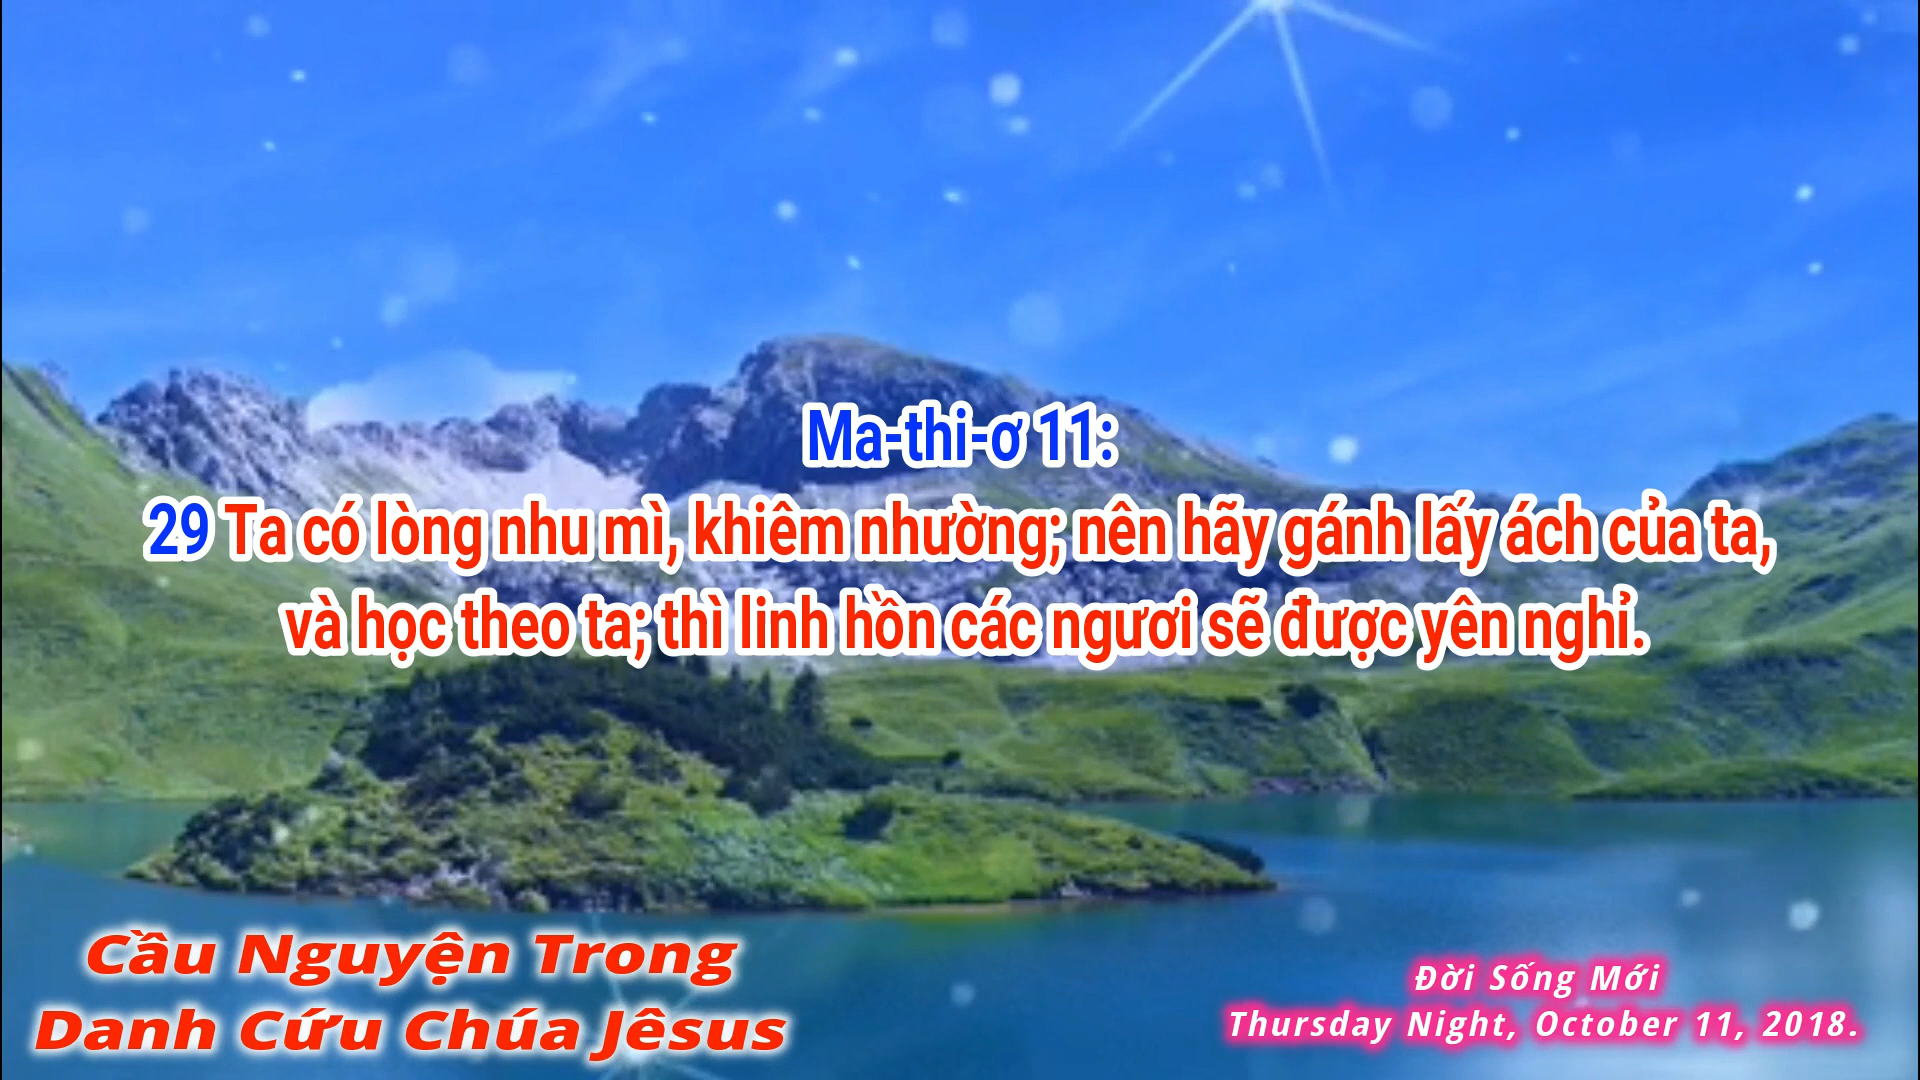 Ma-thi-ơ 11:
29 Ta có lòng nhu mì, khiêm nhường; nên hãy gánh lấy ách của ta,
và học theo ta; thì linh hồn các ngươi sẽ được yên nghỉ.
Cầu Nguyện Trong
Danh Cứu Chúa Jêsus
Đời Sống Mới
Thursday Night, October 11, 2018.